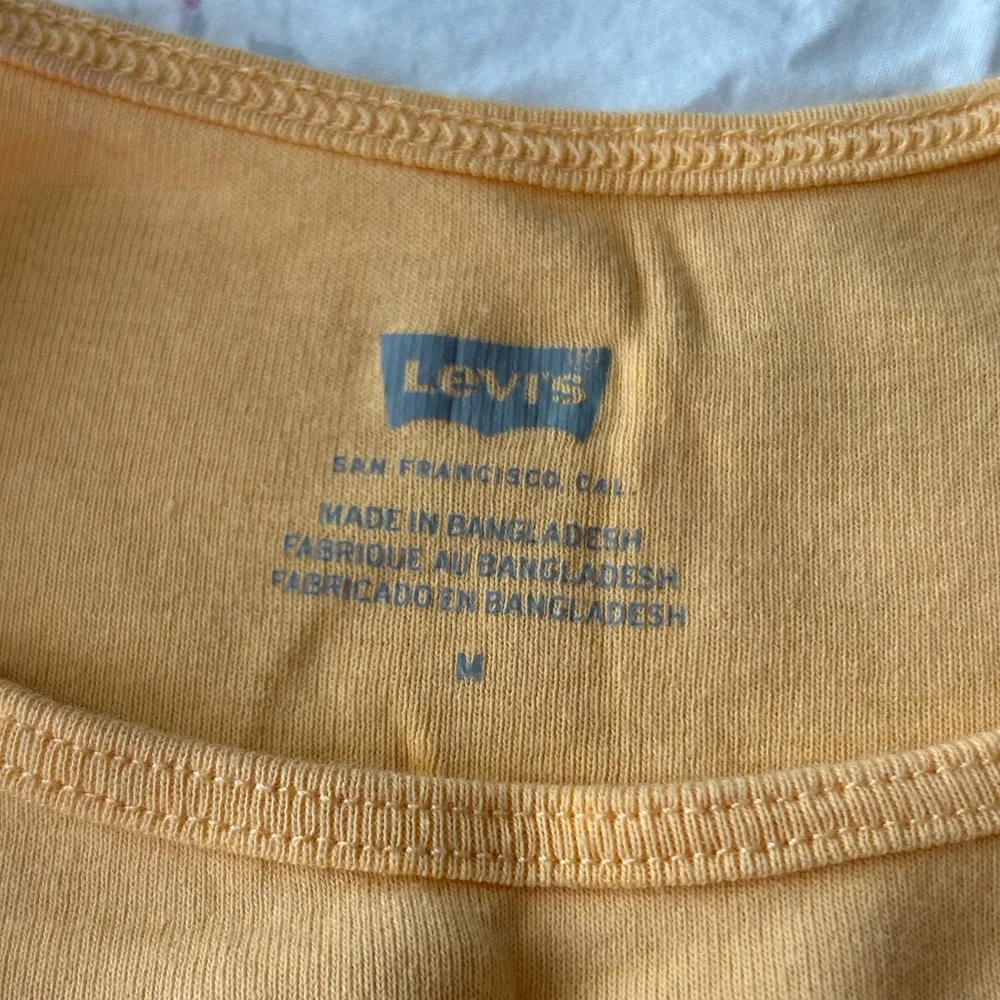 Levi's
SAN FRANCISCO, CAL.
MADE IN BANGLADESH
FABRIQUE AU BANGLADESH
FABRICADO EN BANGLADESH
M